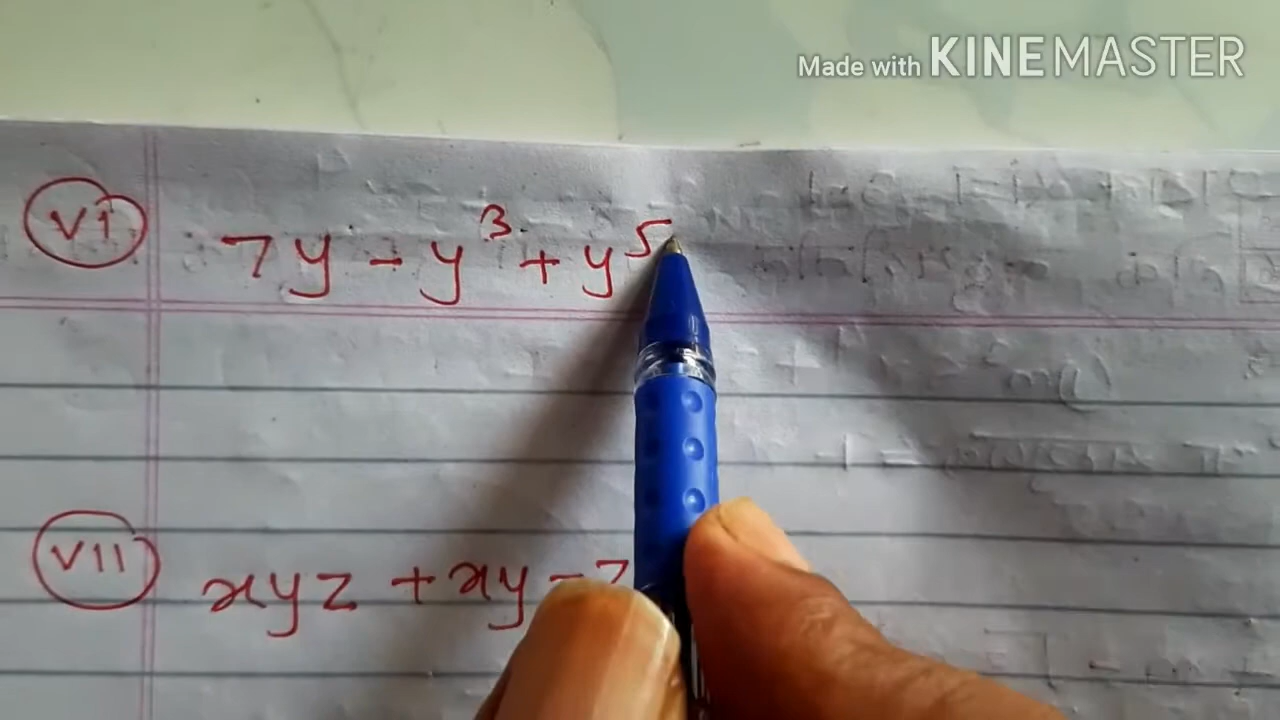 Made with KINEMASTER
VI 7y - y³ + y⁵
VII xyz + xy - z